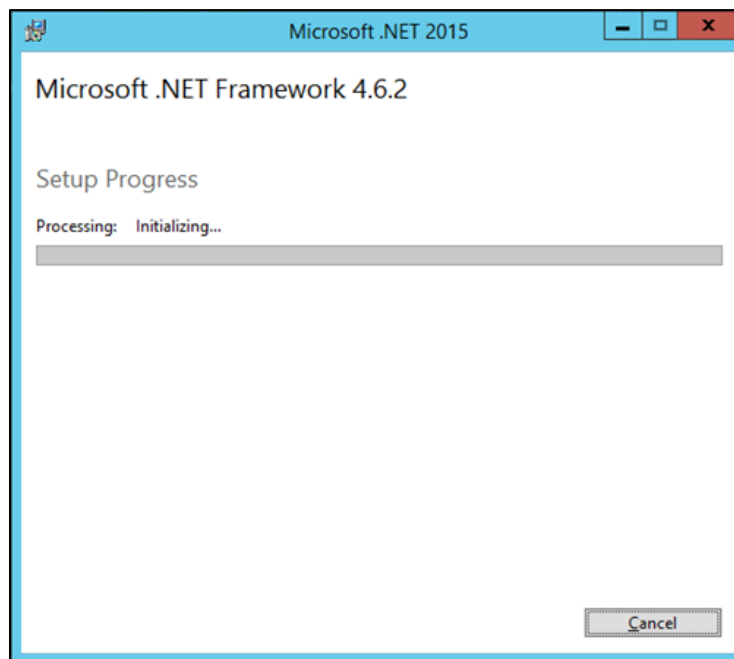 Microsoft .NET 2015
Microsoft .NET Framework 4.6.2
Setup Progress
Processing: Initializing...
Cancel